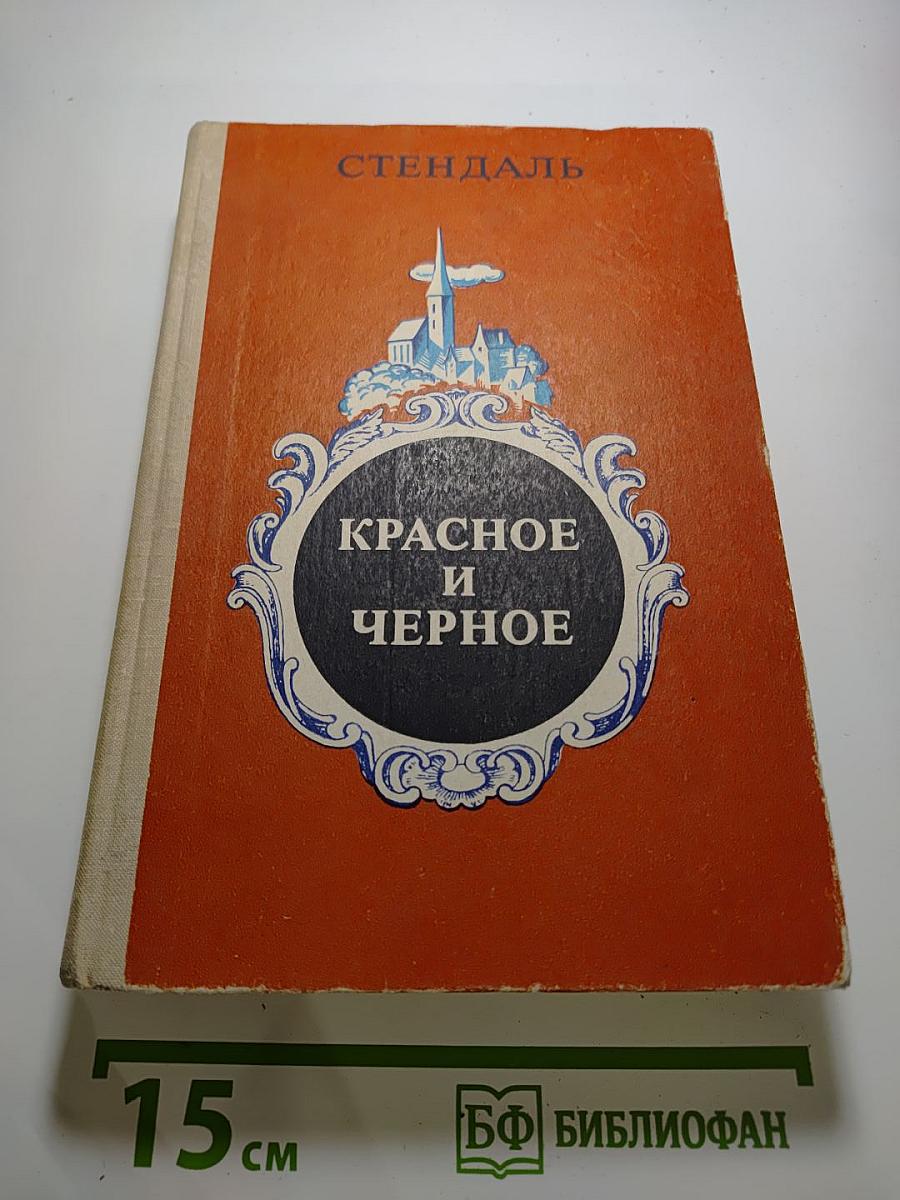 СТЕНДАЛЬ
КРАСНОЕ
И
ЧЕРНОЕ
15 см
БФ БИБЛИОФАН